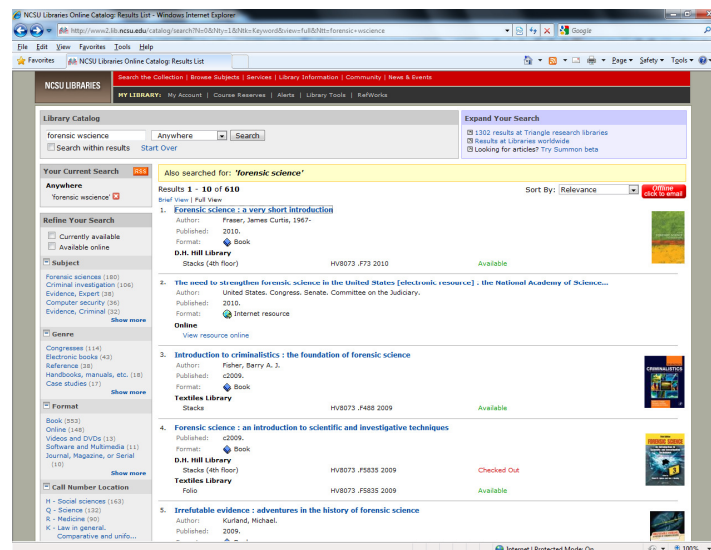 NCSU Libraries Online Catalog: Results List - Windows Internet Explorer
http://www2.lib.ncsu.edu/catalog/search?N=0&Nty=1&Ntk=Keyword&view=full&Ntt=forensic+wscience
Google
File Edit View Favorites Tools Help
Favorites NCSU Libraries Online Catalog: Results List
Page Safety Tools
NCSU LIBRARIES
Search the Collection | Browse Subjects | Services | Library Information | Community | News & Events
MY LIBRARY: My Account | Course Reserves | Alerts | Library Tools | RefWorks
Library Catalog
forensic wscience Anywhere Search
Search within results Start Over
Expand Your Search
1302 results at Triangle research libraries
Results at Libraries worldwide
Looking for articles? Try Summon beta
Your Current Search RSS
Anywhere
'forensic wscience'
Refine Your Search
Currently available
Available online
Subject
Forensic sciences (180)
Criminal investigation (106)
Evidence, Expert (38)
Computer security (36)
Evidence, Criminal (32)
Show more
Genre
Congresses (114)
Electronic books (43)
Reference (38)
Handbooks, manuals, etc. (18)
Case studies (17)
Show more
Format
Book (553)
Online (148)
Videos and DVDs (13)
Software and Multimedia (11)
Journal, Magazine, or Serial
(10)
Show more
Call Number Location
H - Social sciences (163)
Q - Science (132)
R - Medicine (90)
K - Law in general.
Comparative and unifo...
Also searched for: 'forensic science'
Results 1 - 10 of 610
Sort By: Relevance
Offline
click to email
Brief View | Full View
1. Forensic science : a very short introduction
Author: Fraser, James Curtis, 1967-
Published: 2010.
Format: Book
D.H. Hill Library
Stacks (4th floor) HV8073 .F73 2010 Available
2. The need to strengthen forensic science in the United States [electronic resource] : the National Academy of Science...
Author: United States. Congress. Senate. Committee on the Judiciary.
Published: 2010.
Format: Internet resource
Online
View resource online
3. Introduction to criminalistics : the foundation of forensic science
Author: Fisher, Barry A. J.
Published: c2009.
Format: Book
Textiles Library
Stacks HV8073 .F488 2009 Available
CRIMINALISTICS
4. Forensic science : an introduction to scientific and investigative techniques
Published: c2009.
Format: Book
D.H. Hill Library
Stacks (4th floor) HV8073 .F5835 2009 Checked Out
Textiles Library
Folio HV8073 .F5835 2009 Available
FORENSIC SCIENCE
5. Irrefutable evidence : adventures in the history of forensic science
Author: Kurland, Michael.
Published: 2009.
Internet | Protected Mode: On 100%